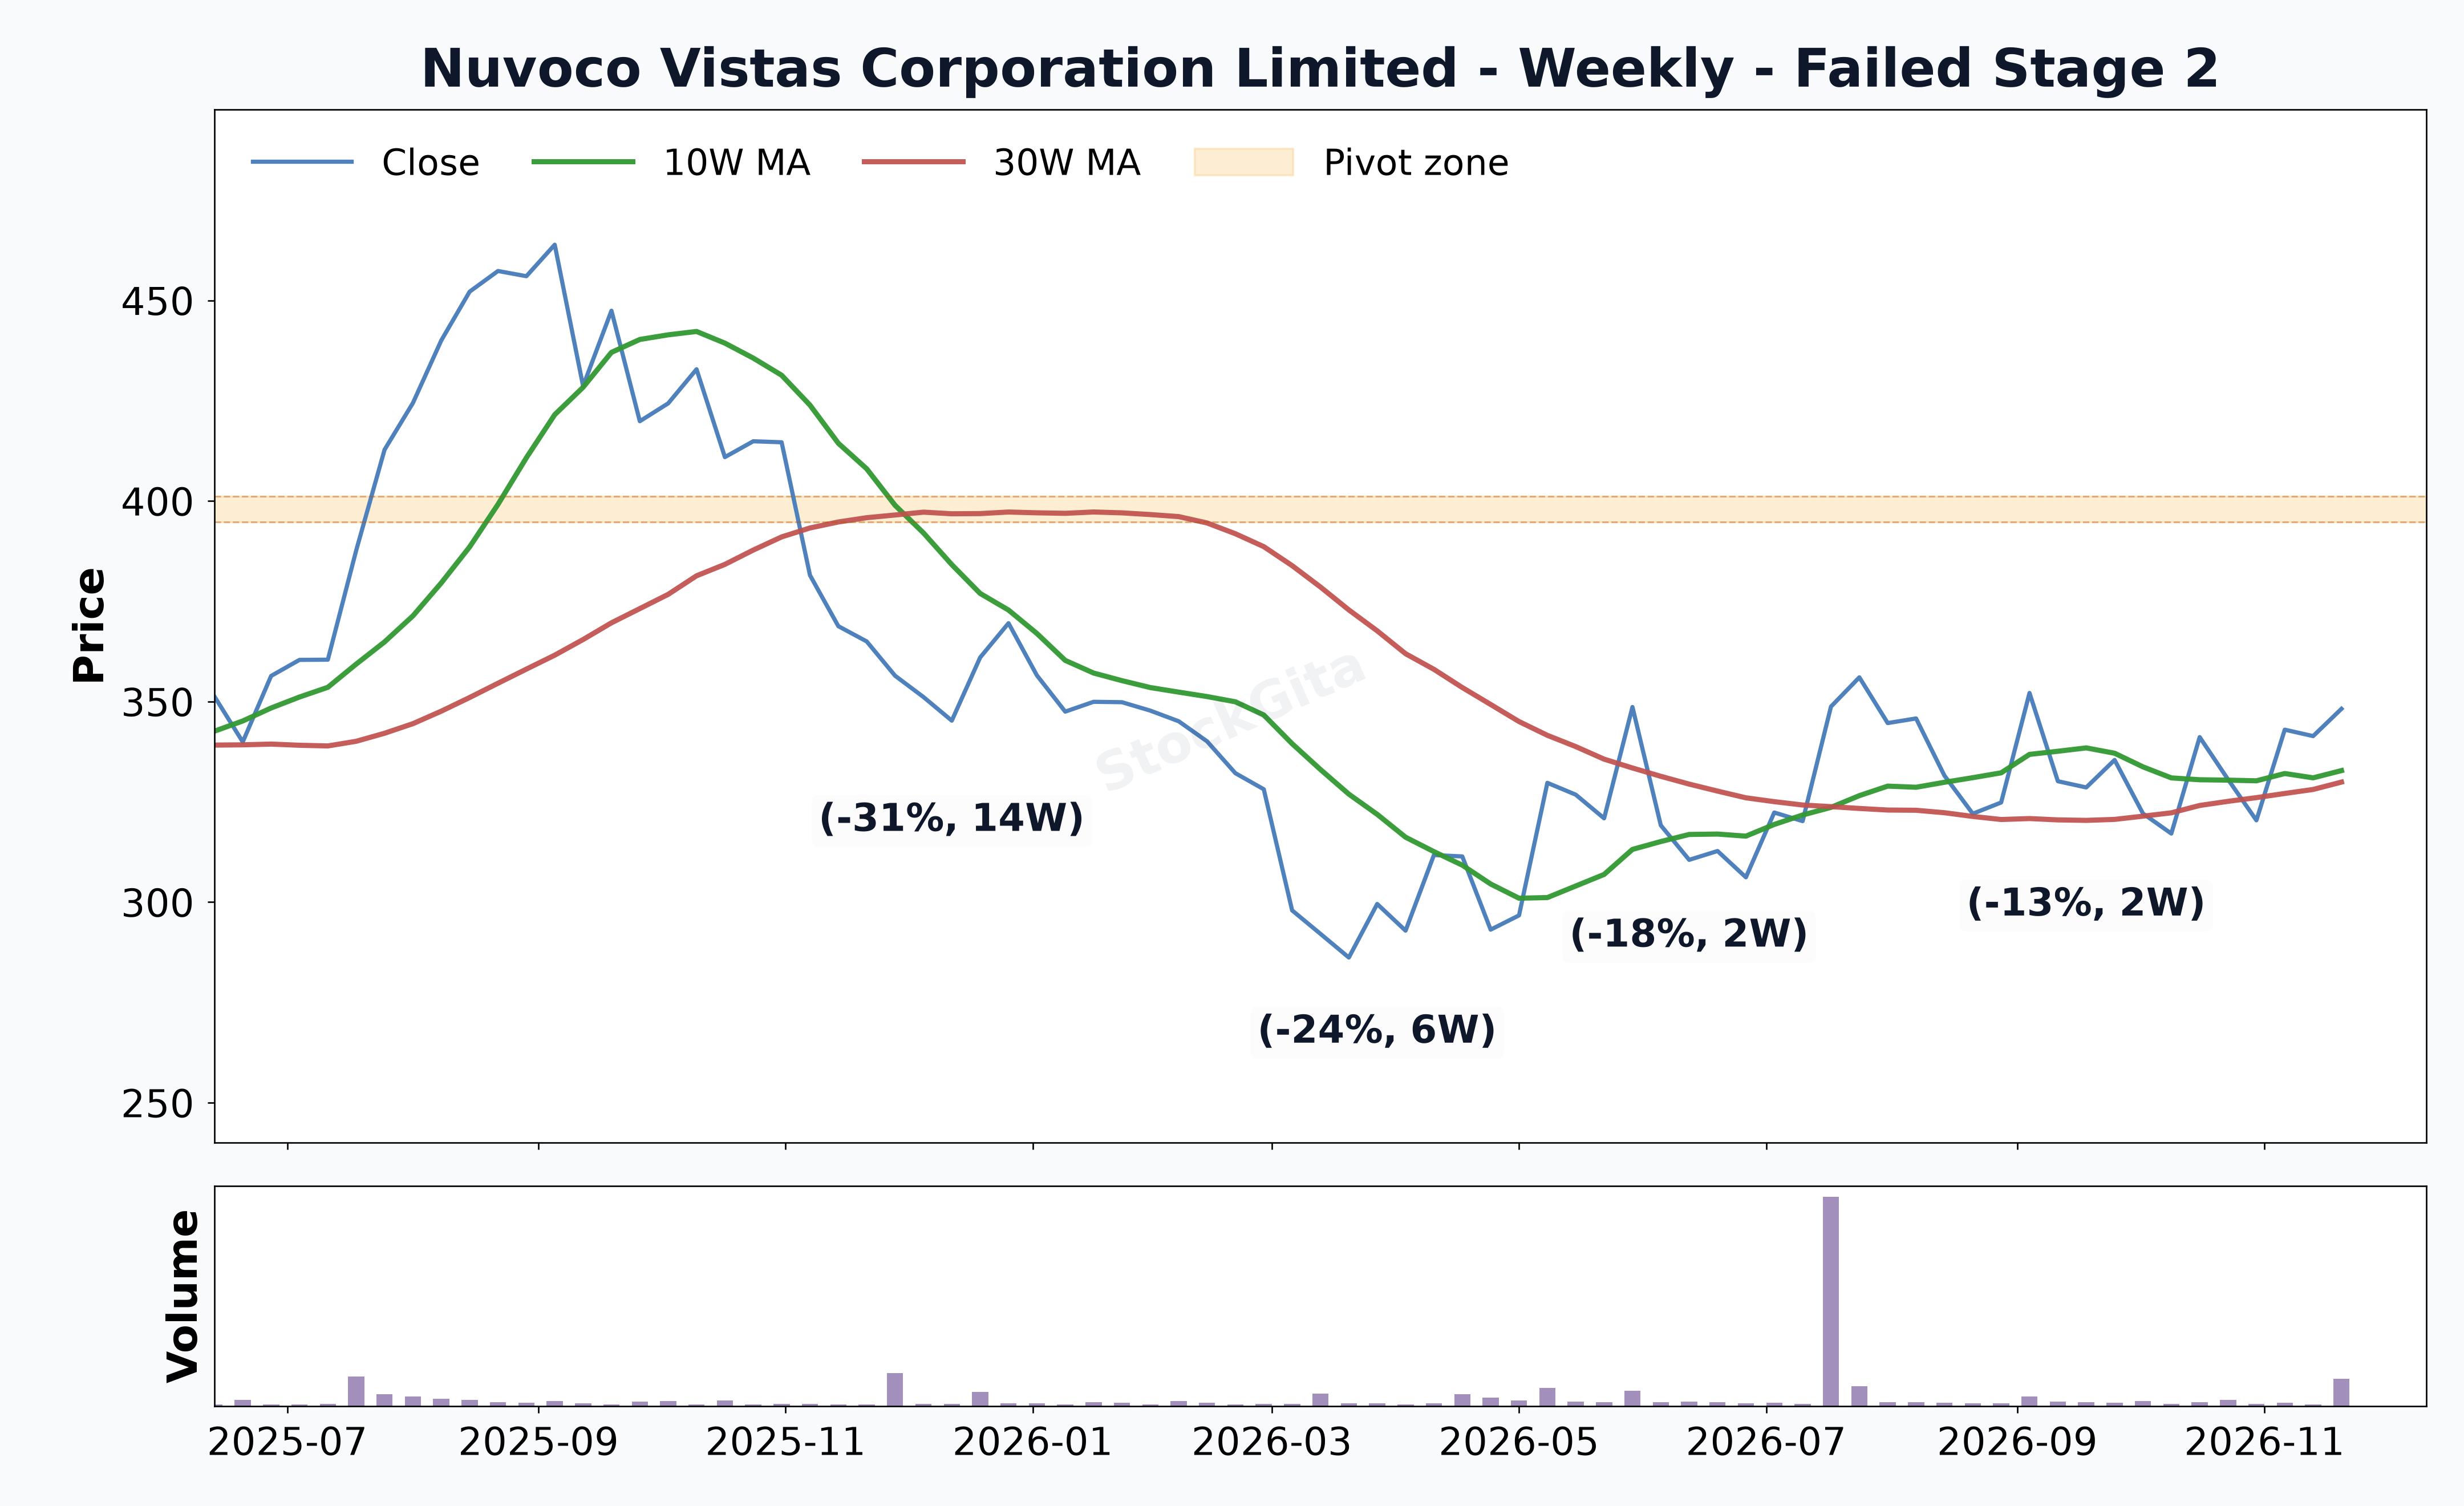 Nuvoco Vistas Corporation Limited - Weekly - Failed Stage 2
Close 10W MA 30W MA Pivot zone
Price
450
400
350
300
250
StockGita
(-31%, 14W)
(-24%, 6W)
(-18%, 2W)
(-13%, 2W)
Volume
2025-07 2025-09 2025-11 2026-01 2026-03 2026-05 2026-07 2026-09 2026-11